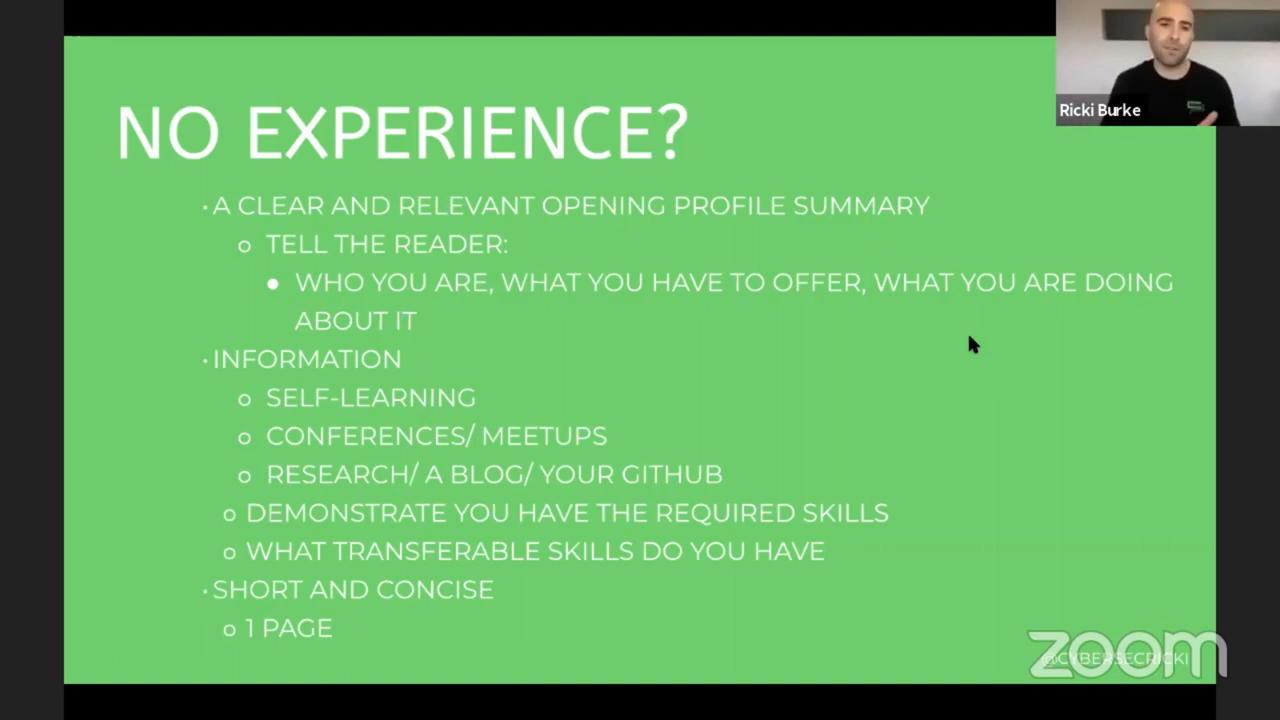 NO EXPERIENCE?
Ricki Burke
· A CLEAR AND RELEVANT OPENING PROFILE SUMMARY
o TELL THE READER:
● WHO YOU ARE, WHAT YOU HAVE TO OFFER, WHAT YOU ARE DOING
ABOUT IT
· INFORMATION
o SELF-LEARNING
o CONFERENCES/ MEETUPS
o RESEARCH/ A BLOG/ YOUR GITHUB
o DEMONSTRATE YOU HAVE THE REQUIRED SKILLS
o WHAT TRANSFERABLE SKILLS DO YOU HAVE
· SHORT AND CONCISE
o 1 PAGE
@CYBERSECRICKI
zoom